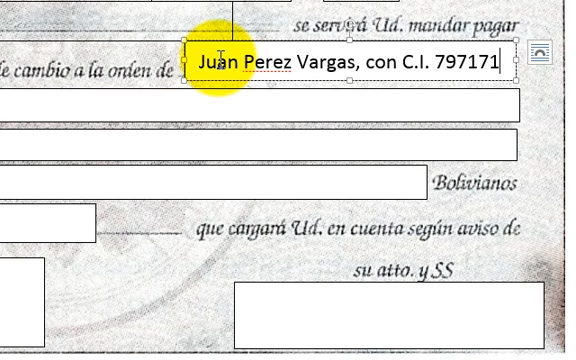 se servirá Ud. mandar pagar
de cambio a la orden de Juan Perez Vargas, con C.I. 797171
Bolivianos
que cargará Ud. en cuenta según aviso de
su atto. y SS